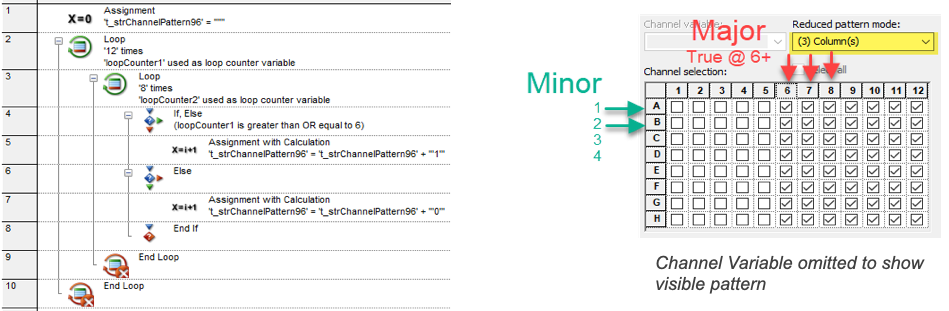 1
Assignment
X=0
't_strChannelPattern96' = """"
2
Loop
'12' times
'loopCounter1' used as loop counter variable
3
Loop
'8' times
'loopCounter2' used as loop counter variable
4
If, Else
(loopCounter1 is greater than OR equal to 6)
5
Assignment with Calculation
X=i+1
't_strChannelPattern96' = 't_strChannelPattern96' + ""1""
6
Else
7
Assignment with Calculation
X=i+1
't_strChannelPattern96' = 't_strChannelPattern96' + ""0""
8
End If
9
End Loop
10
End Loop
Channel variable:
Reduced pattern mode:
(3) Column(s)
Major
True @ 6+
Channel selection:
all
Minor
1
2
3
4
1 2 3 4 5 6 7 8 9 10 11 12
A
B
C
D
E
F
G
H
Channel Variable omitted to show
visible pattern